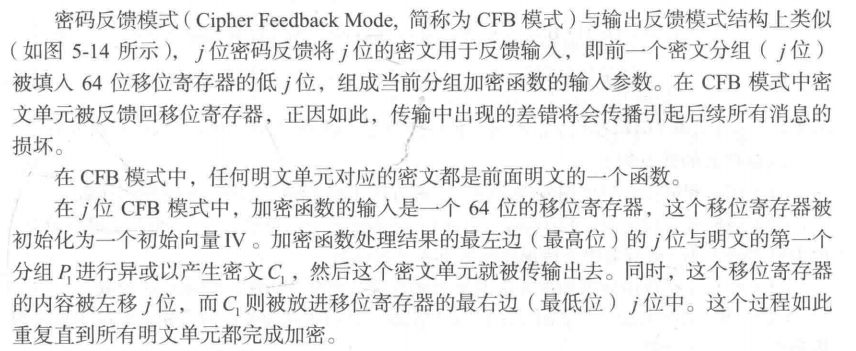 密码反馈模式（Cipher Feedback Mode, 简称为 CFB 模式）与输出反馈模式结构上类似
（如图 5-14 所示），j位密码反馈将 j位的密文用于反馈输入，即前一个密文分组（j位）
被填入 64 位移位寄存器的低 j位，组成当前分组加密函数的输入参数。在 CFB 模式中密
文单元被反馈回移位寄存器，正因如此，传输中出现的差错将会传播引起后续所有消息的
损坏。
在 CFB 模式中，任何明文单元对应的密文都是前面明文的一个函数。
在 j位 CFB 模式中，加密函数的输入是一个 64 位的移位寄存器，这个移位寄存器被
初始化为一个初始向量 IV 。加密函数处理结果的最左边（最高位）的 j位与明文的第一个
分组 P₁ 进行异或以产生密文 C₁ ，然后这个密文单元就被传输出去。同时，这个移位寄存器
的内容被左移 j位，而 C₁ 则被放进移位寄存器的最右边（最低位）j位中。这个过程如此
重复直到所有明文单元都完成加密。